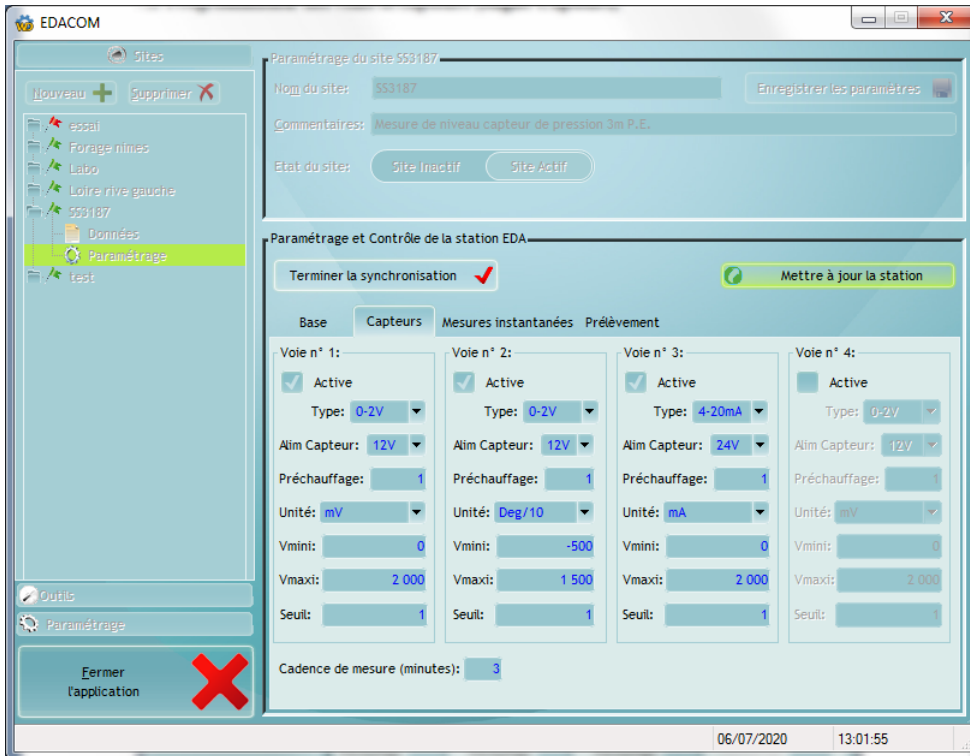 EDACOM
Sites
Nouveau
Supprimer
essai
Forage nimes
Labo
Loire rive gauche
SS3187
Données
Paramétrage
test
Outils
Paramétrage
Fermer
l'application
Paramétrage du site SS3187
Nom du site: SS3187
Enregistrer les paramètres
Commentaires: Mesure de niveau capteur de pression 3m P.E.
Etat du site: Site Inactif Site Actif
Paramétrage et Contrôle de la station EDA
Terminer la synchronisation
Mettre à jour la station
Base Capteurs Mesures instantanées Prélèvement
Voie n° 1:
Active
Type: 0-2V
Alim Capteur: 12V
Préchauffage: 1
Unité: mV
Vmini: 0
Vmaxi: 2 000
Seuil: 1
Voie n° 2:
Active
Type: 0-2V
Alim Capteur: 12V
Préchauffage: 1
Unité: Deg/10
Vmini: -500
Vmaxi: 1 500
Seuil: 1
Voie n° 3:
Active
Type: 4-20mA
Alim Capteur: 24V
Préchauffage: 1
Unité: mA
Vmini: 0
Vmaxi: 2 000
Seuil: 1
Voie n° 4:
Active
Type: 0-2V
Alim Capteur: 12V
Préchauffage: 1
Unité: mV
Vmini: 0
Vmaxi: 2 000
Seuil: 1
Cadence de mesure (minutes): 3
06/07/2020 13:01:55